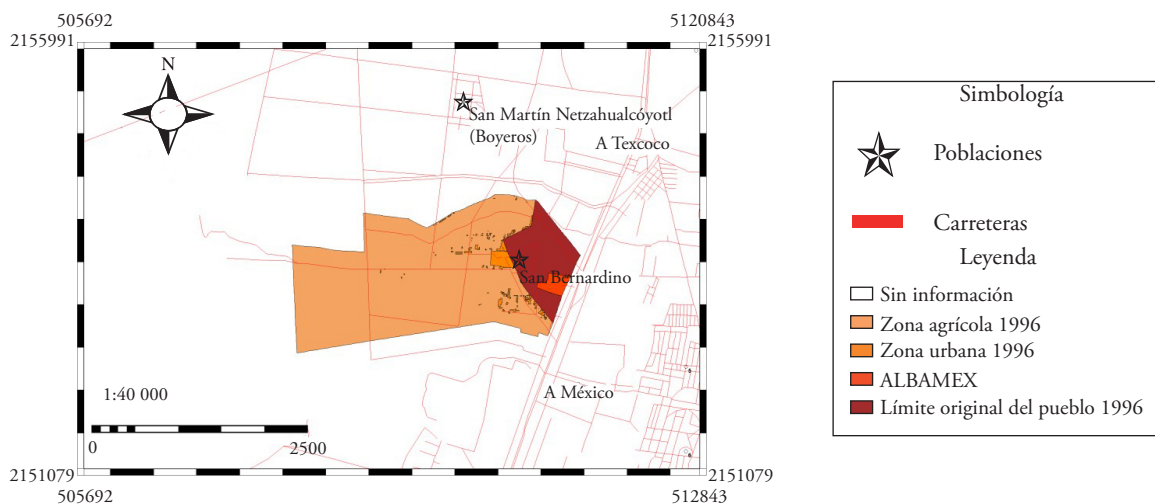 505692
5120843
2155991
2155991
N
San Martín Netzahualcóyotl
(Boyeros)
A Texcoco
San Bernardino
A México
1:40 000
0
2500
2151079
2151079
505692
512843
Simbología
Poblaciones
Carreteras
Leyenda
Sin información
Zona agrícola 1996
Zona urbana 1996
ALBAMEX
Límite original del pueblo 1996